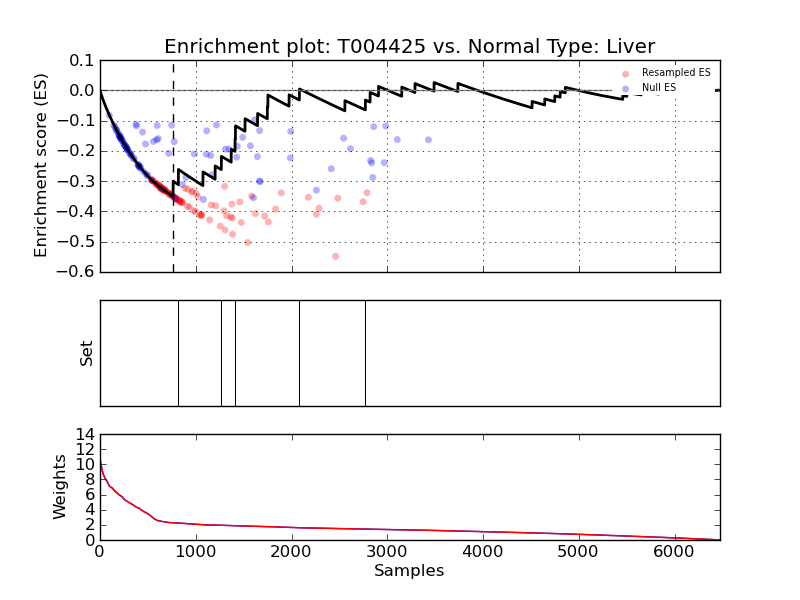 Enrichment plot: T004425 vs. Normal Type: Liver
0.1
0.0
−0.1
−0.2
−0.3
−0.4
−0.5
−0.6
Enrichment score (ES)
Resampled ES
Null ES
Set
14
12
10
8
6
4
2
0
Weights
0 1000 2000 3000 4000 5000 6000
Samples